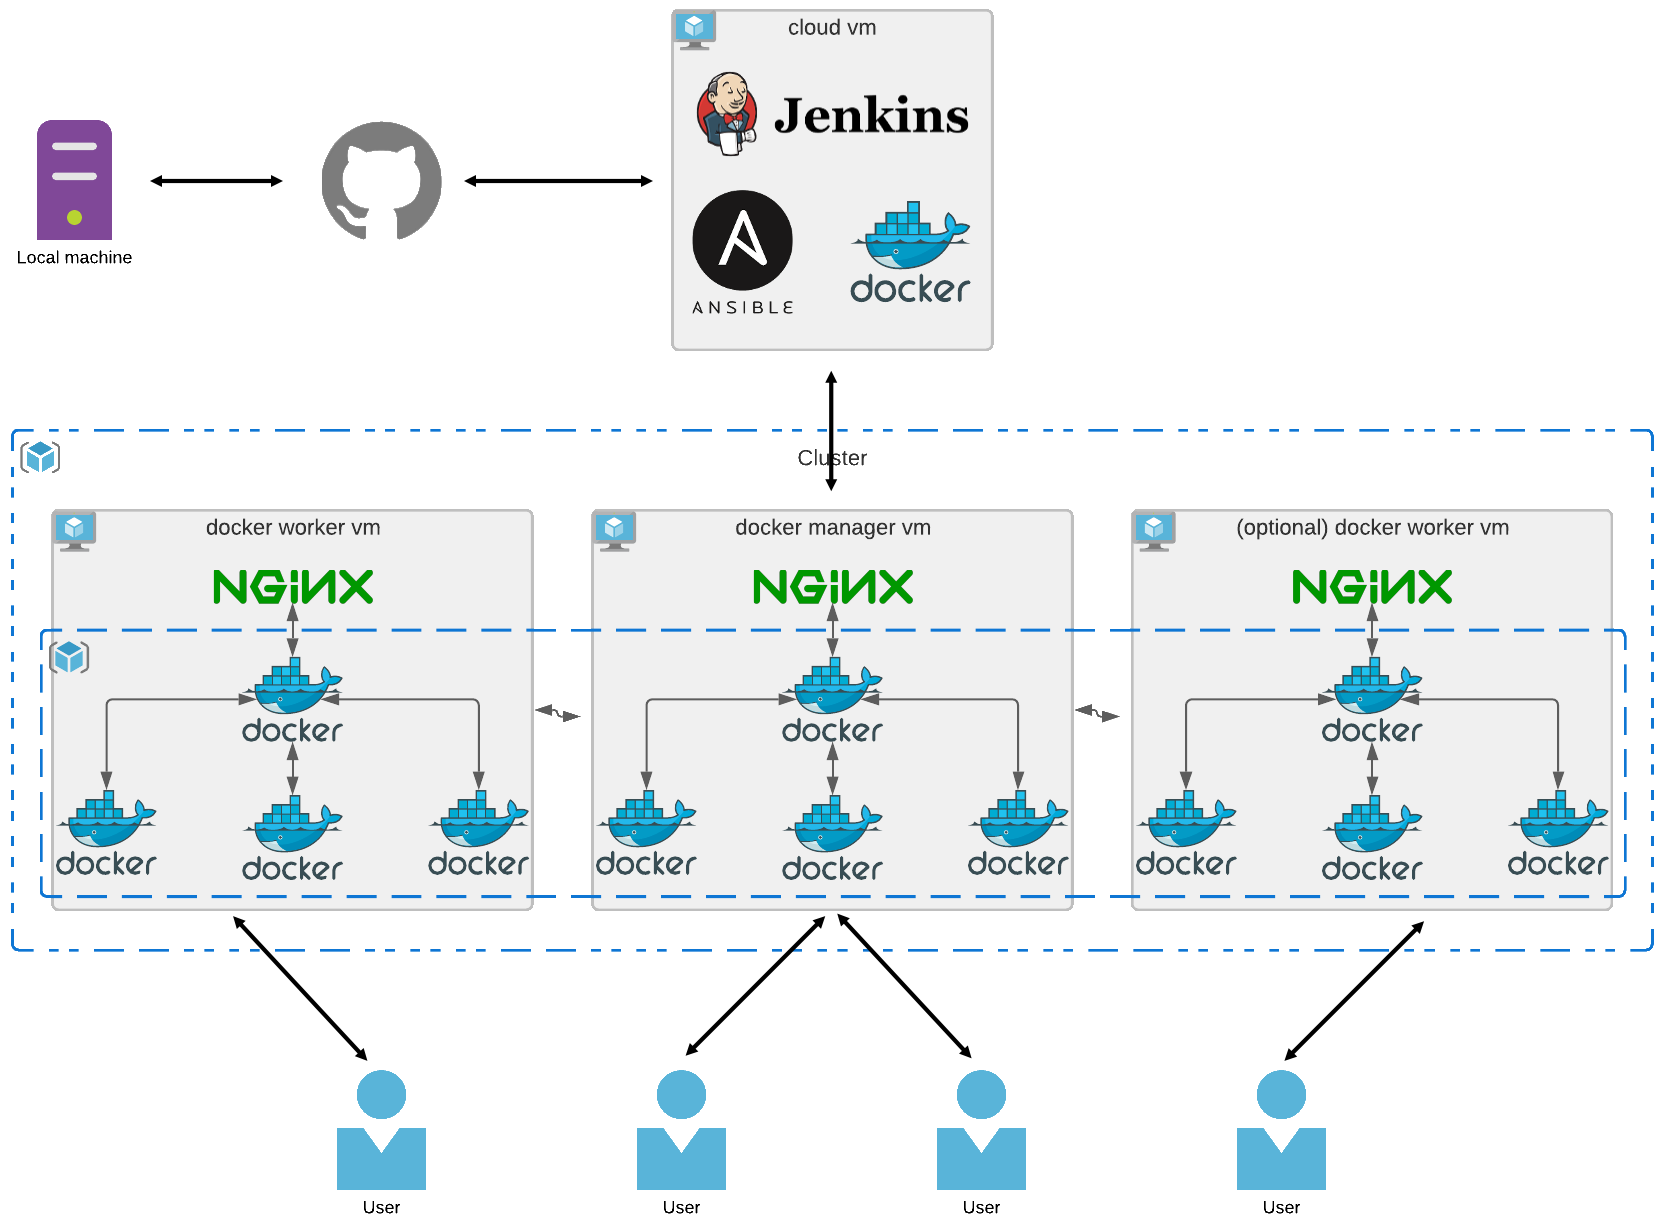 cloud vm
Jenkins
Local machine
ANSIBLE
docker
Cluster
docker worker vm
docker manager vm
(optional) docker worker vm
NGiNX
NGiNX
NGiNX
docker
docker
docker
docker
docker
docker
docker
docker
docker
docker
docker
docker
User
User
User
User